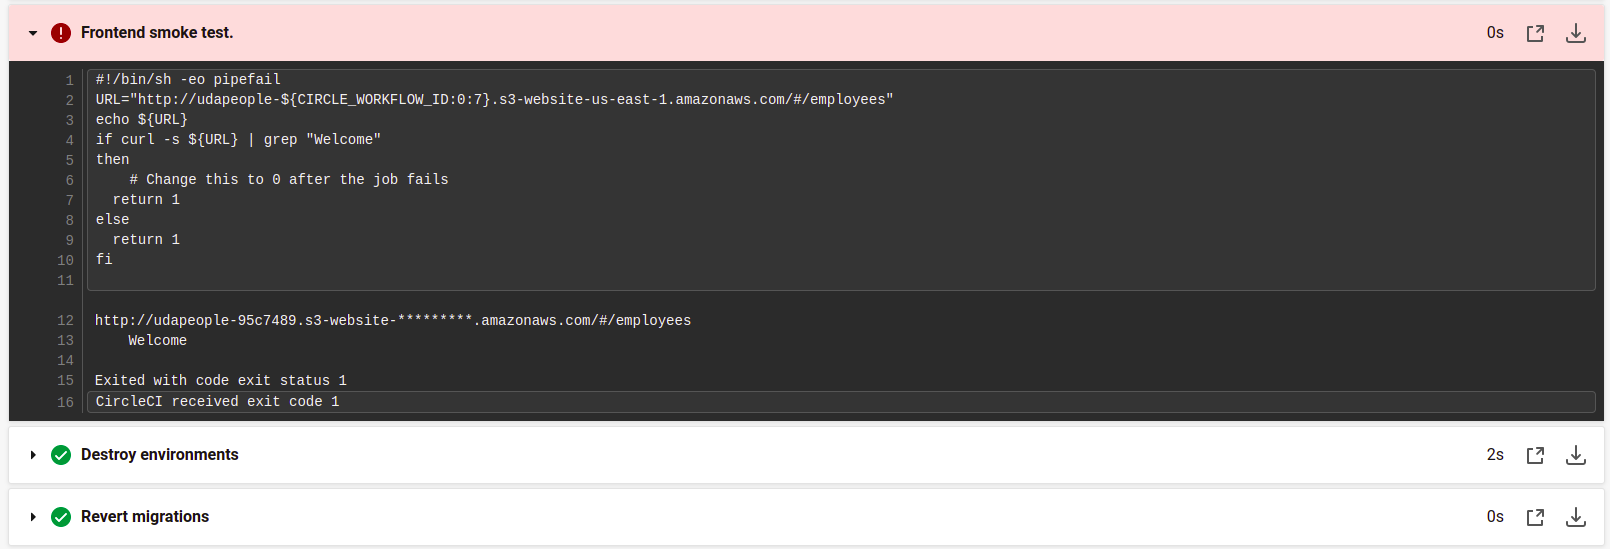 Frontend smoke test. 0s
1 #!/bin/sh -eo pipefail
2 URL="http://udapeople-${CIRCLE_WORKFLOW_ID:0:7}.s3-website-us-east-1.amazonaws.com/#/employees"
3 echo ${URL}
4 if curl -s ${URL} | grep "Welcome"
5 then
6     # Change this to 0 after the job fails
7   return 1
8 else
9   return 1
10 fi
11
12 http://udapeople-95c7489.s3-website-*********.amazonaws.com/#/employees
13     Welcome
14
15 Exited with code exit status 1
16 CircleCI received exit code 1
Destroy environments 2s
Revert migrations 0s